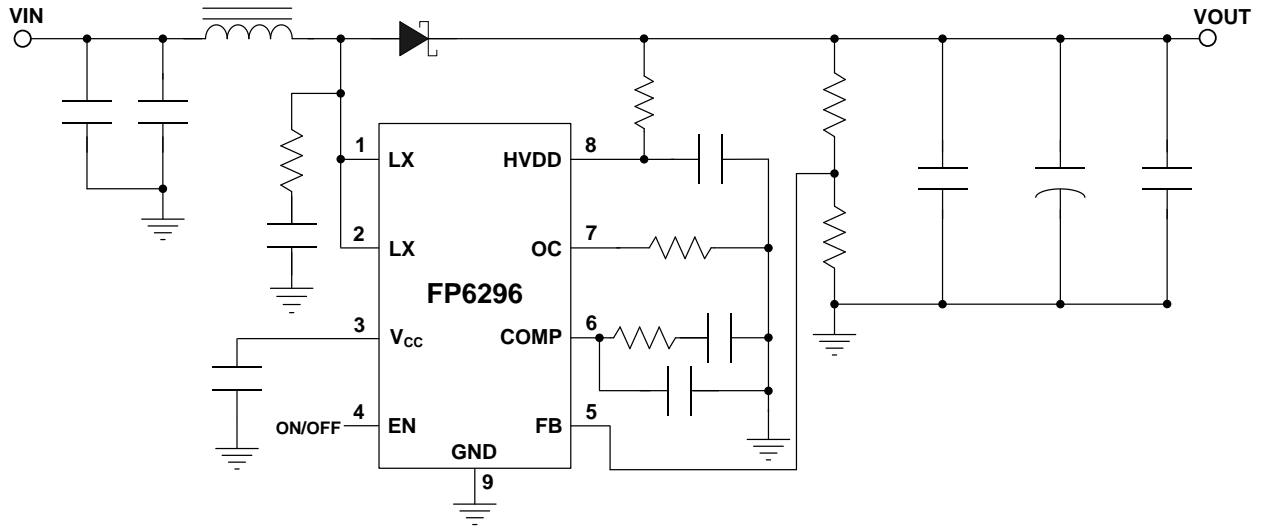 VIN
VOUT
1
LX
HVDD
8
2
LX
OC
7
FP6296
3
VCC
COMP
6
ON/OFF
4
EN
FB
5
GND
9